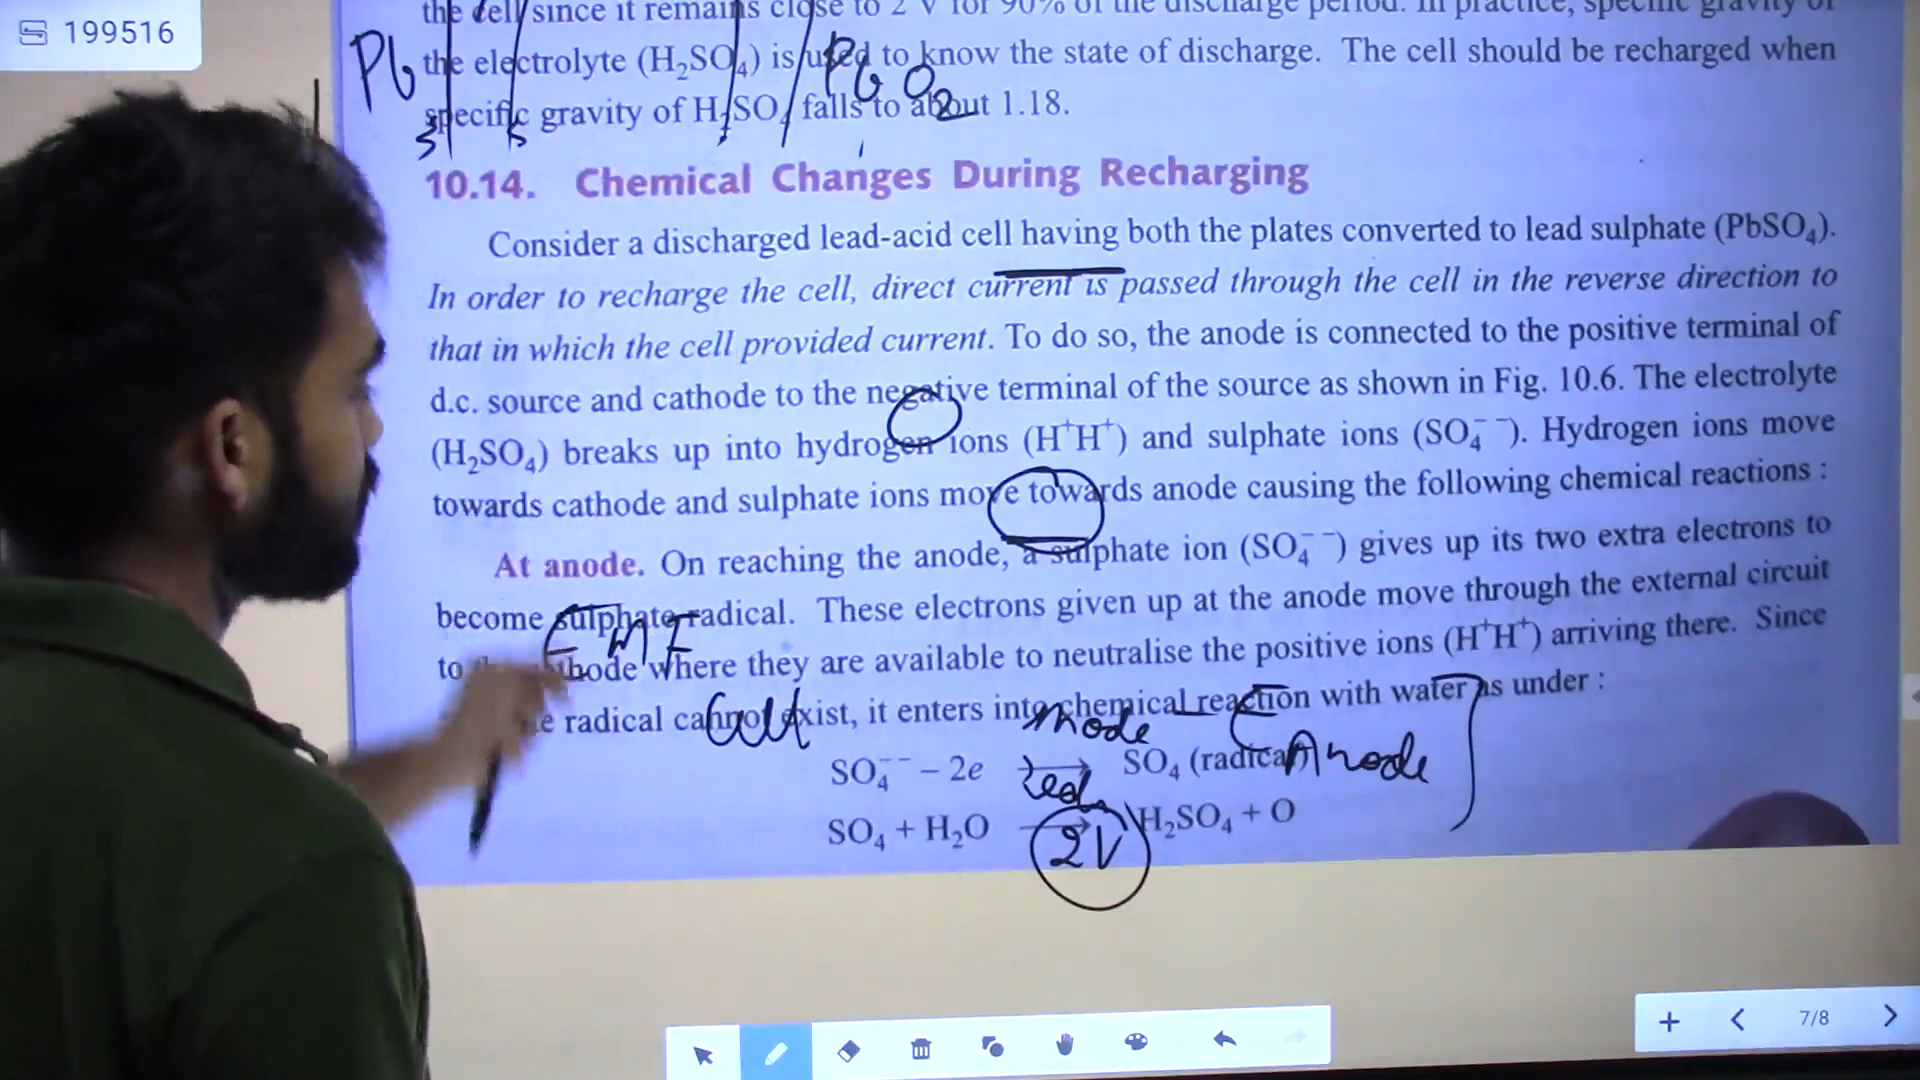 199516
the cell since it remains close to 2 V for 90% of the discharge period. In practice, specific gravity of
the electrolyte (H₂SO₄) is used to know the state of discharge. The cell should be recharged when
specific gravity of H₂SO₄ falls to about 1.18.
Pb
PbO₂
10.14. Chemical Changes During Recharging
Consider a discharged lead-acid cell having both the plates converted to lead sulphate (PbSO₄).
In order to recharge the cell, direct current is passed through the cell in the reverse direction to
that in which the cell provided current. To do so, the anode is connected to the positive terminal of
d.c. source and cathode to the negative terminal of the source as shown in Fig. 10.6. The electrolyte
(H₂SO₄) breaks up into hydrogen ions (H⁺H⁺) and sulphate ions (SO₄⁻⁻). Hydrogen ions move
towards cathode and sulphate ions move towards anode causing the following chemical reactions :
At anode. On reaching the anode, a sulphate ion (SO₄⁻⁻) gives up its two extra electrons to
become sulphate radical. These electrons given up at the anode move through the external circuit
to hode where they are available to neutralise the positive ions (H⁺H⁺) arriving there. Since
e radical cannot exist, it enters into chemical reaction with water as under :
EMF
SO₄⁻⁻ – 2e ⟶ SO₄ (radical)
Anode
SO₄ + H₂O ⟶ H₂SO₄ + O
2V
7/8